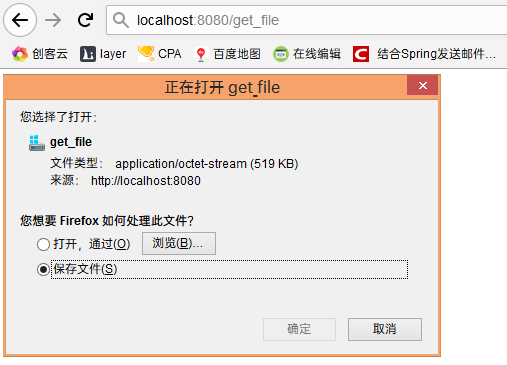 localhost:8080/get_file
创客云 layer CPA 百度地图 在线编辑 C 结合Spring发送邮件…
正在打开 get_file
您选择了打开：
get_file
文件类型： application/octet-stream (519 KB)
来源： http://localhost:8080
您想要 Firefox 如何处理此文件？
打开，通过(O) 浏览(B)...
保存文件(S)
确定 取消